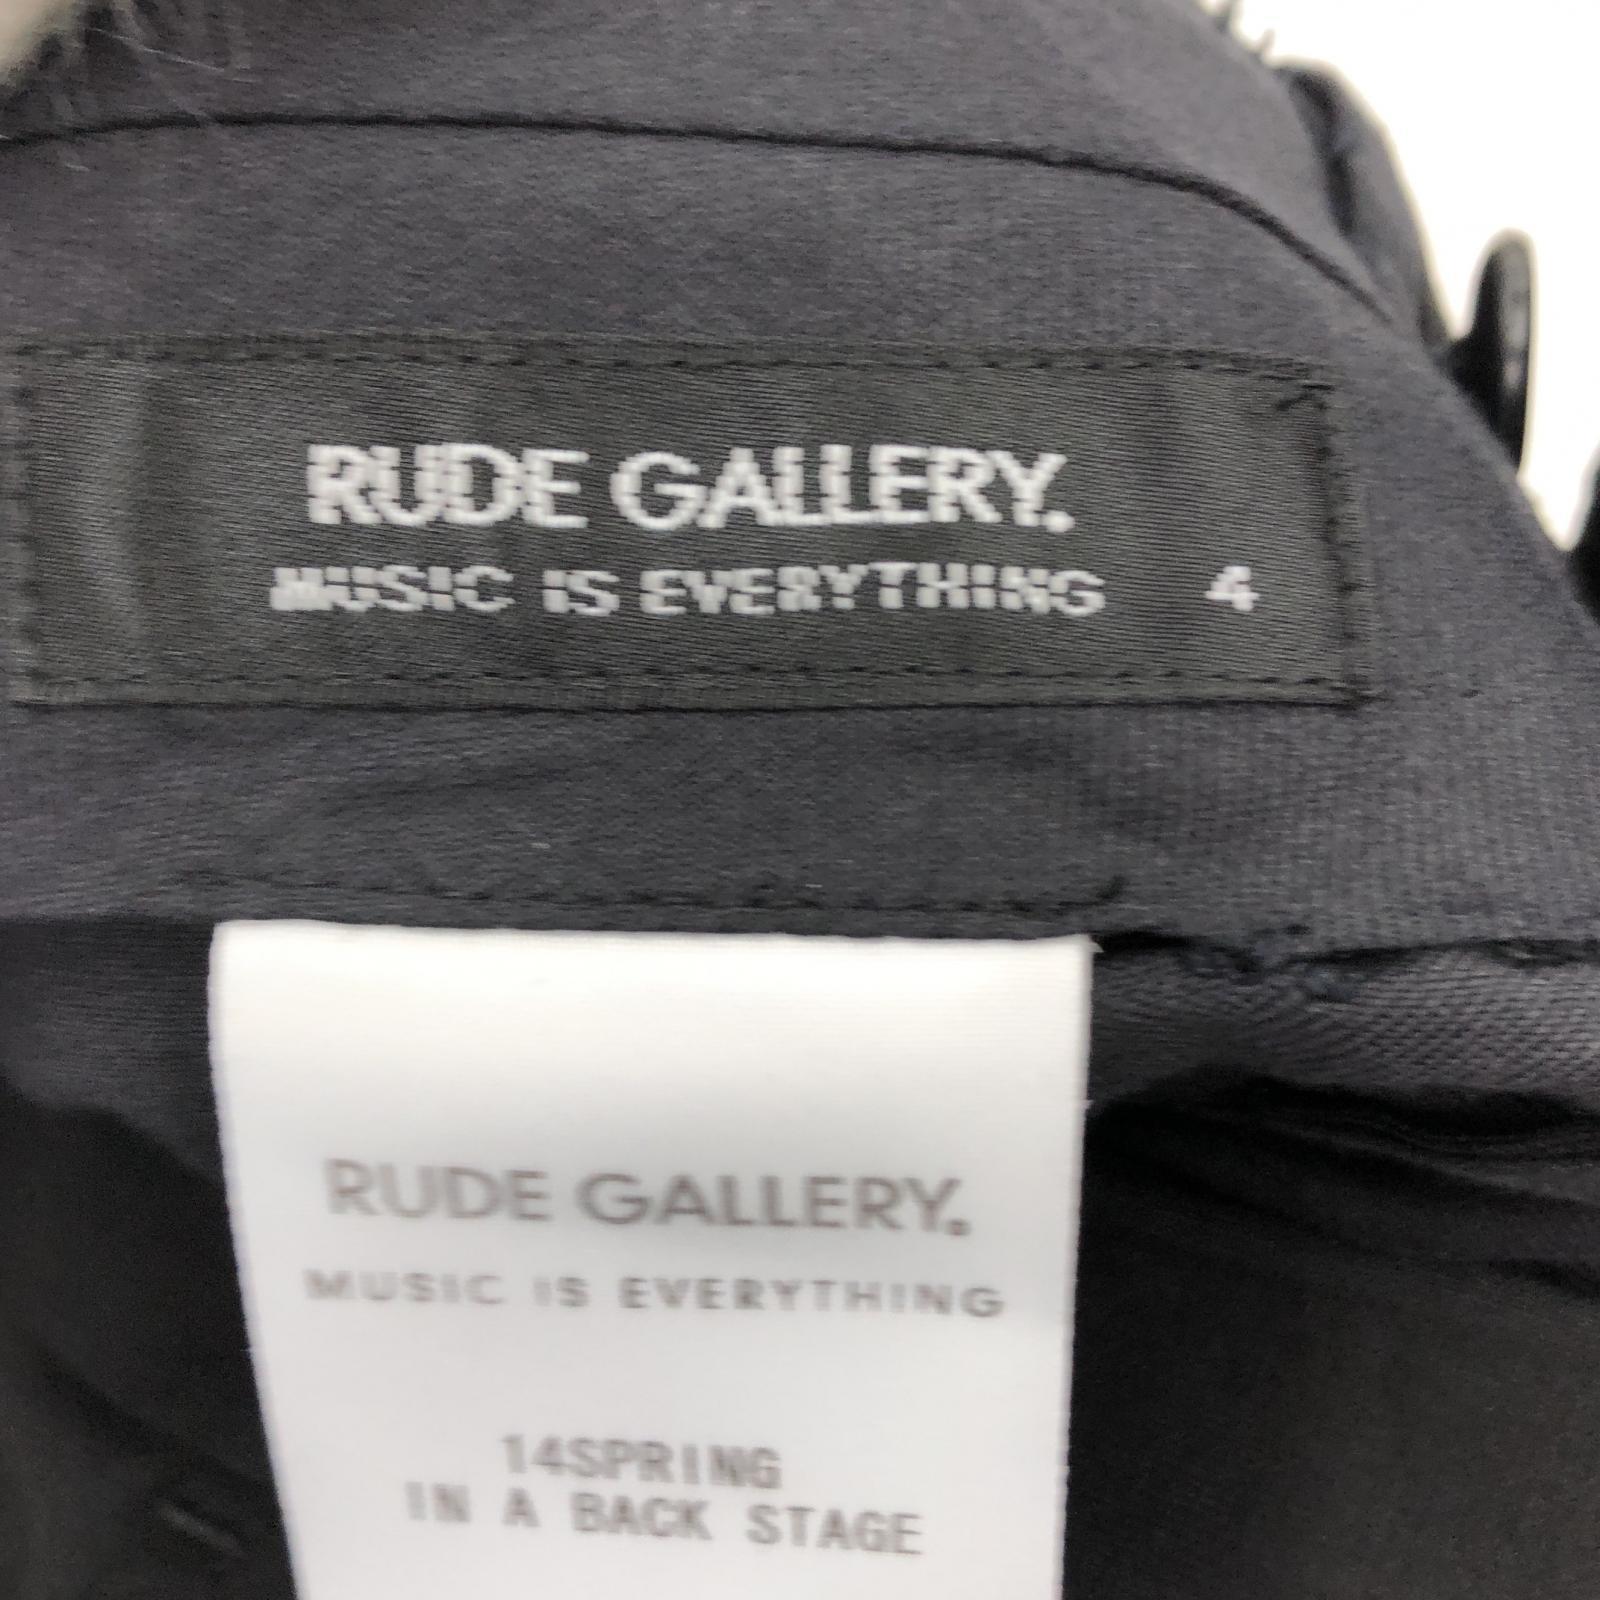 RUDE GALLERY.
MUSIC IS EVERYTHING 4
RUDE GALLERY.
MUSIC IS EVERYTHING
14SPRING
IN A BACK STAGE